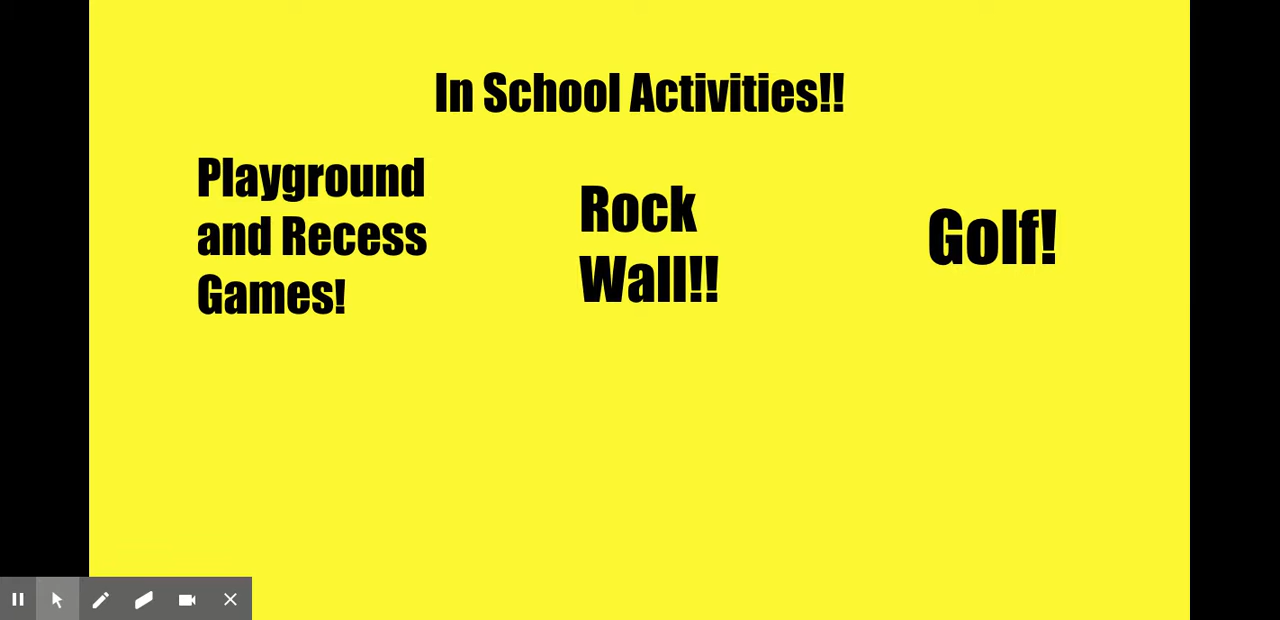 In School Activities!!
Playground
and Recess
Games!
Rock
Wall!!
Golf!